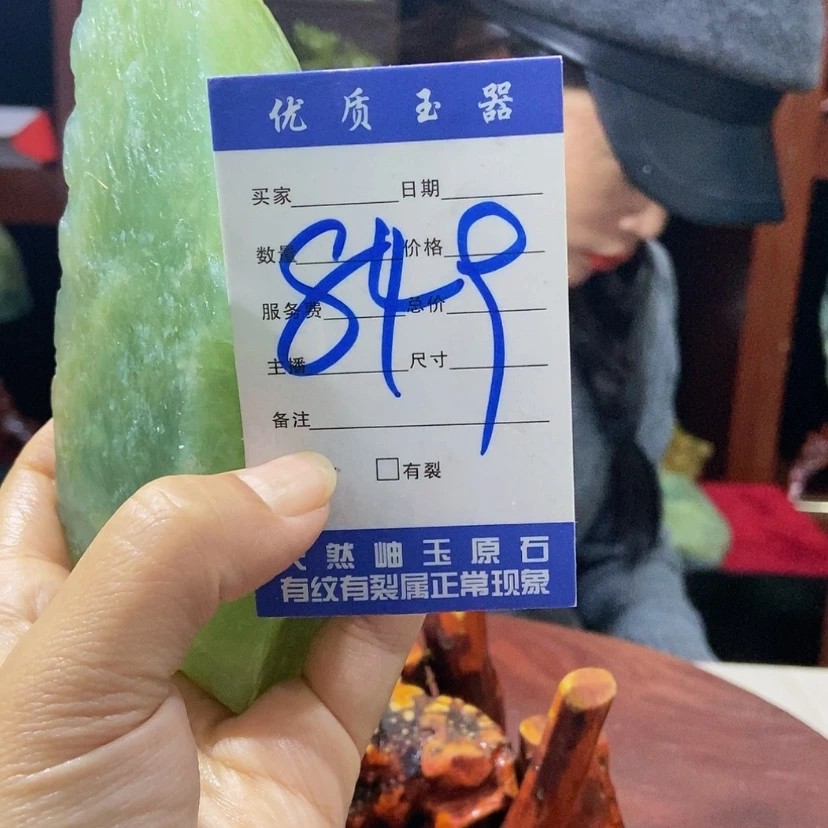 优质玉器
买家 日期
数量 价格
849
服务费 总价
主播 尺寸
备注
有裂
然岫玉原石
有纹有裂属正常现象